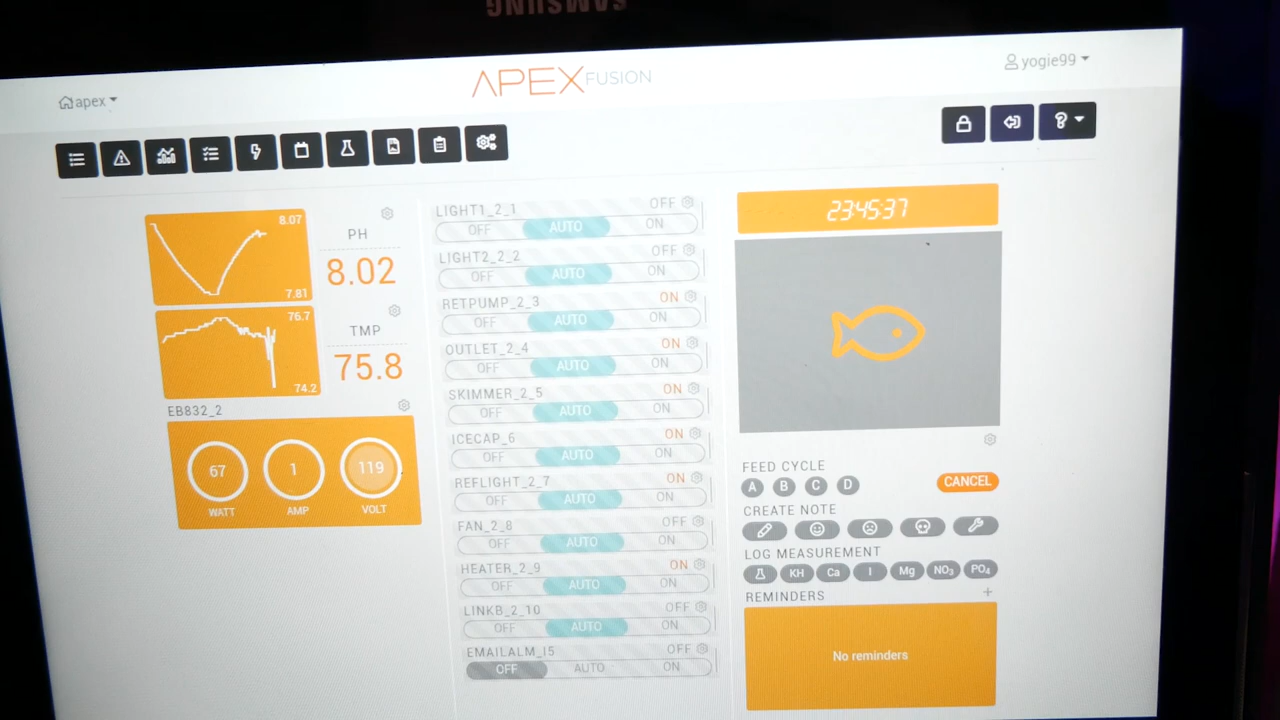 SAMSUNG
APEX FUSION
apex
yogie99
8.07
7.81
PH
8.02
76.7
74.2
TMP
75.8
EB832_2
67
1
119
WATT
AMP
VOLT
LIGHT1_2_1 OFF
OFF AUTO ON
LIGHT2_2_2 OFF
OFF AUTO ON
RETPUMP_2_3 ON
OFF AUTO ON
OUTLET_2_4 ON
OFF AUTO ON
SKIMMER_2_5 ON
OFF AUTO ON
ICECAP_6 ON
OFF AUTO ON
REFLIGHT_2_7 ON
OFF AUTO ON
FAN_2_8 OFF
OFF AUTO ON
HEATER_2_9 ON
OFF AUTO ON
LINKB_2_10 OFF
OFF AUTO ON
EMAILALM_I5 OFF
OFF AUTO ON
23:45:37
FEED CYCLE
A B C D CANCEL
CREATE NOTE
LOG MEASUREMENT
KH Ca I Mg NO₃ PO₄
REMINDERS +
No reminders